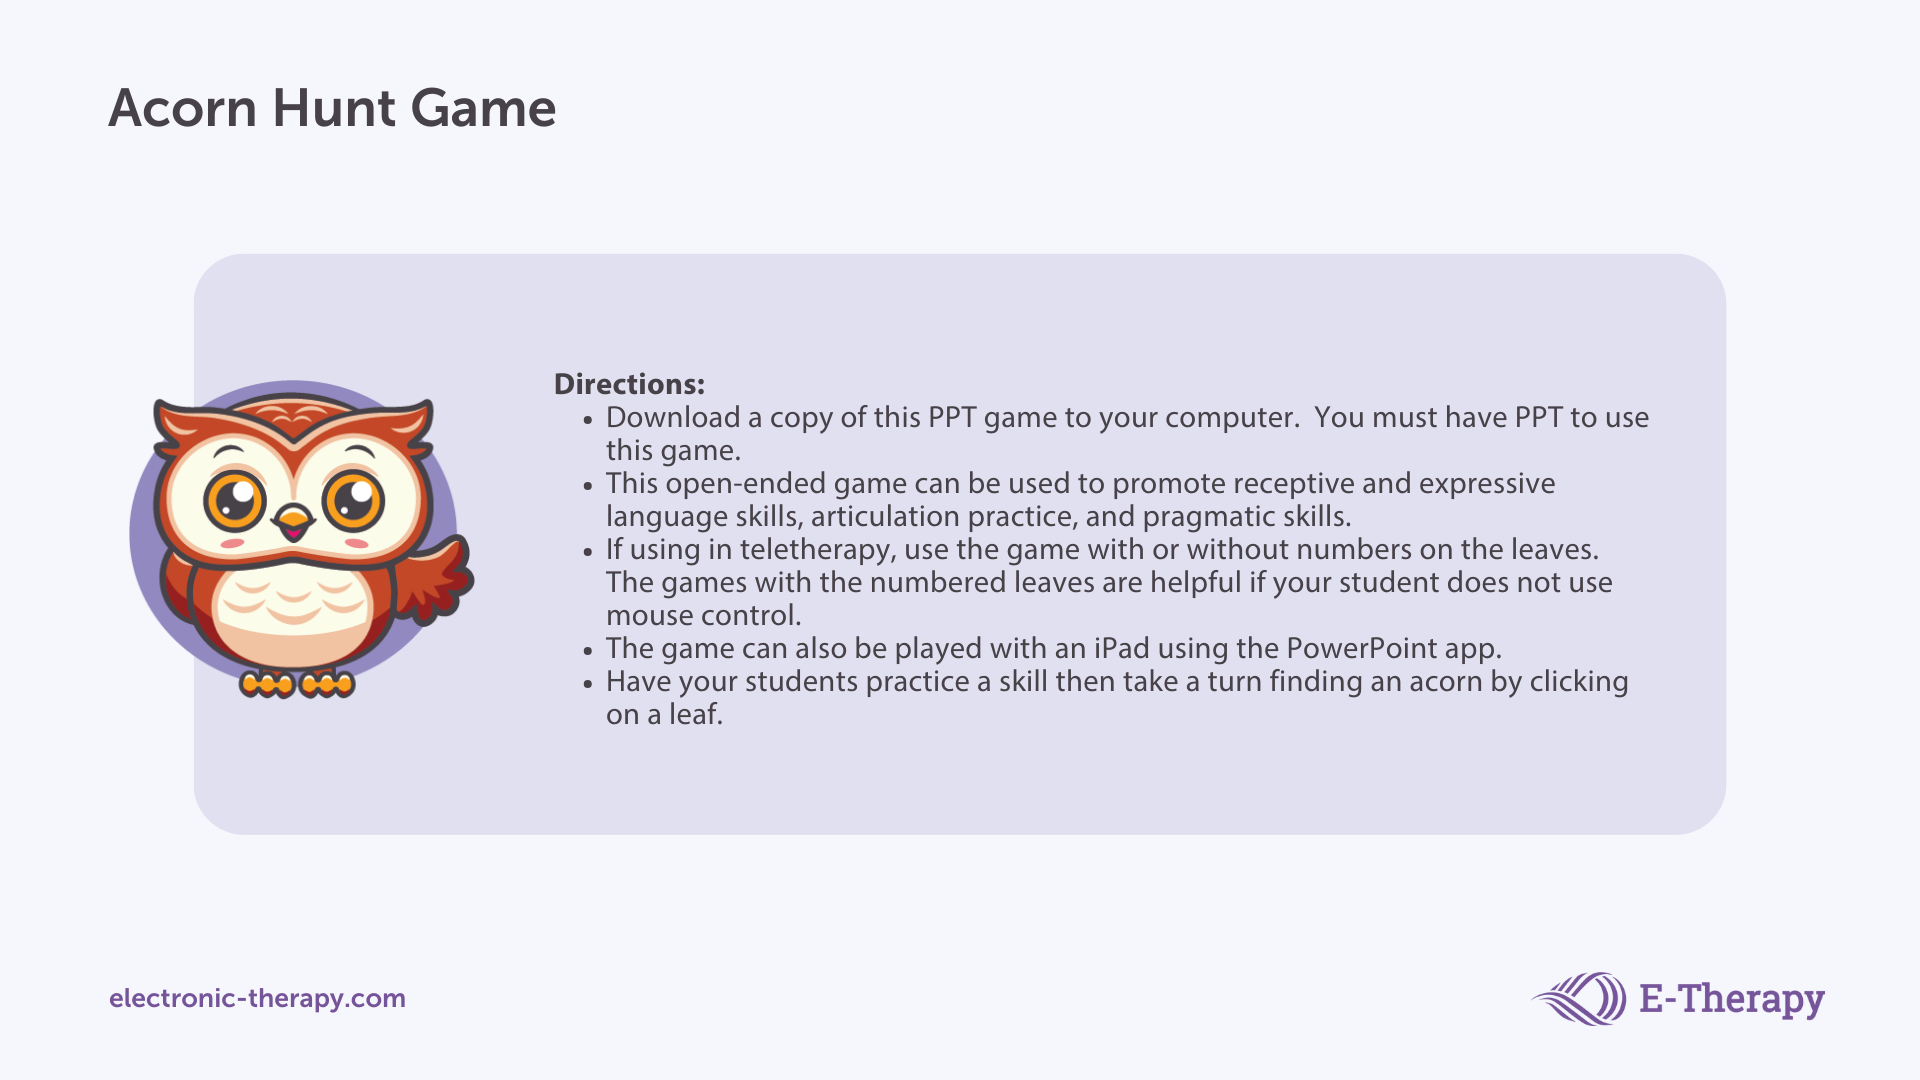 Acorn Hunt Game
Directions:
• Download a copy of this PPT game to your computer.  You must have PPT to use
this game.
• This open-ended game can be used to promote receptive and expressive
language skills, articulation practice, and pragmatic skills.
• If using in teletherapy, use the game with or without numbers on the leaves.
The games with the numbered leaves are helpful if your student does not use
mouse control.
• The game can also be played with an iPad using the PowerPoint app.
• Have your students practice a skill then take a turn finding an acorn by clicking
on a leaf.
electronic-therapy.com
E-Therapy